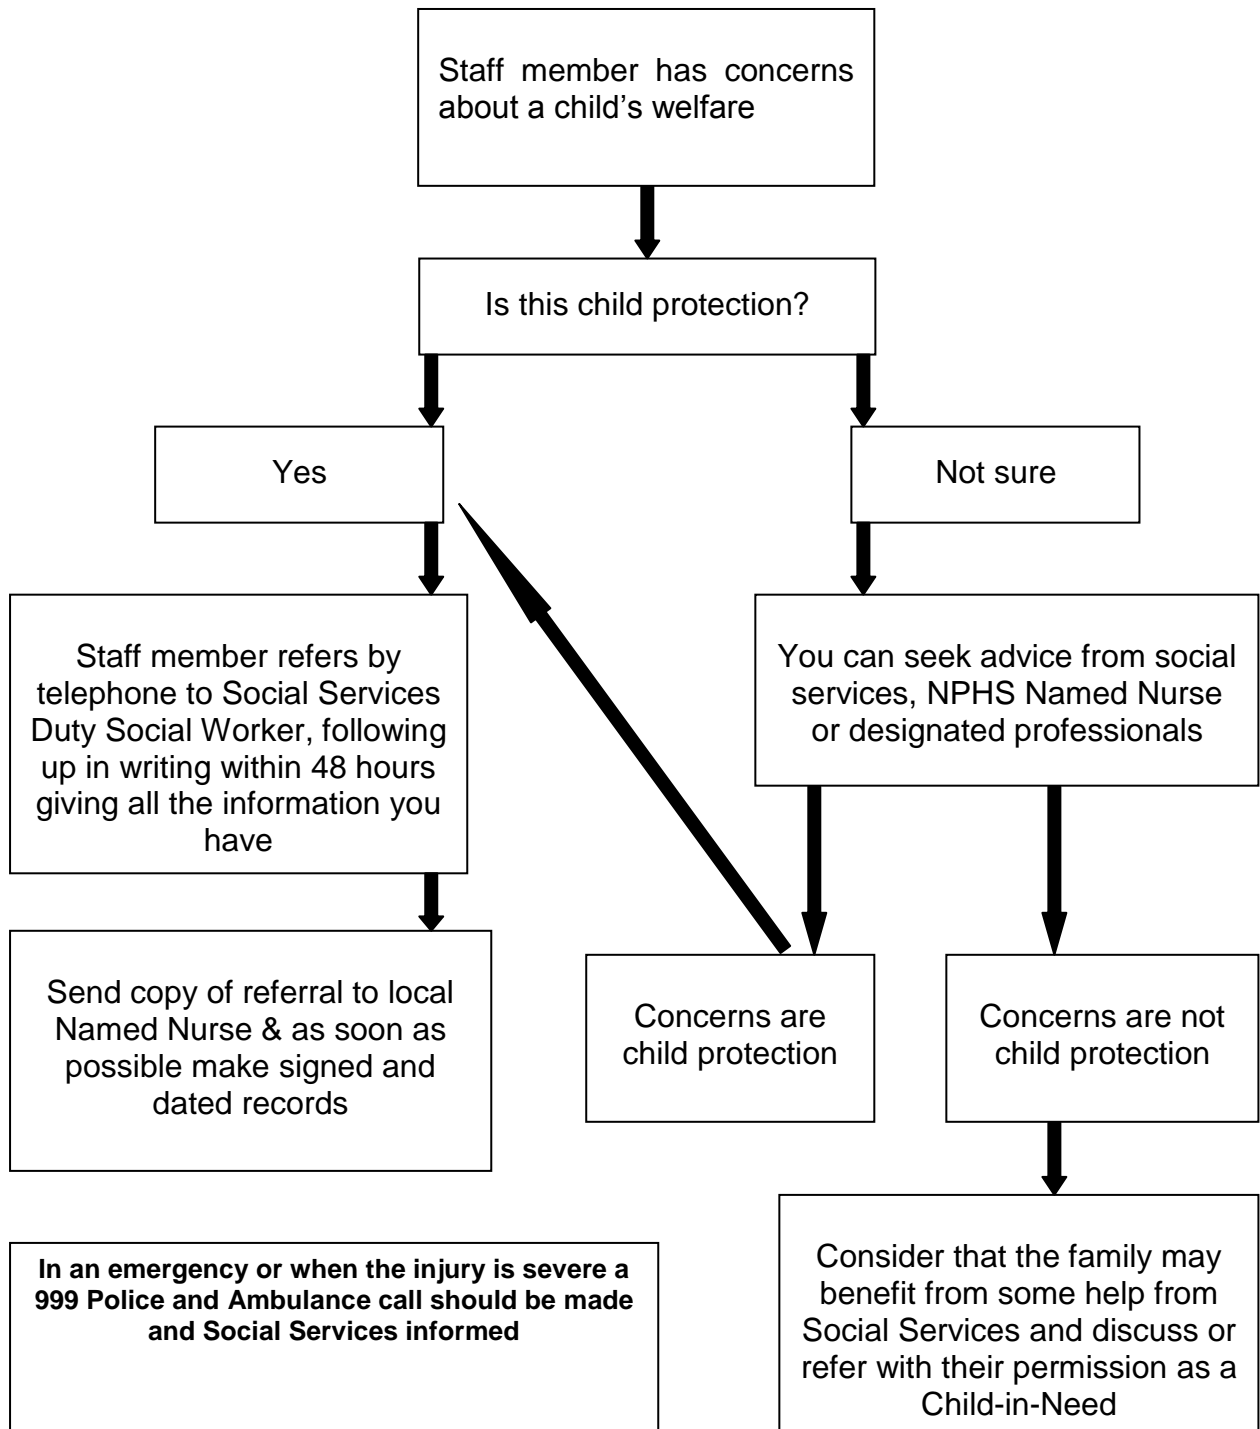 Staff member has concerns
about a child’s welfare
Is this child protection?
Yes
Not sure
Staff member refers by
telephone to Social Services
Duty Social Worker, following
up in writing within 48 hours
giving all the information you
have
You can seek advice from social
services, NPHS Named Nurse
or designated professionals
Send copy of referral to local
Named Nurse & as soon as
possible make signed and
dated records
Concerns are
child protection
Concerns are not
child protection
In an emergency or when the injury is severe a
999 Police and Ambulance call should be made
and Social Services informed
Consider that the family may
benefit from some help from
Social Services and discuss or
refer with their permission as a
Child-in-Need